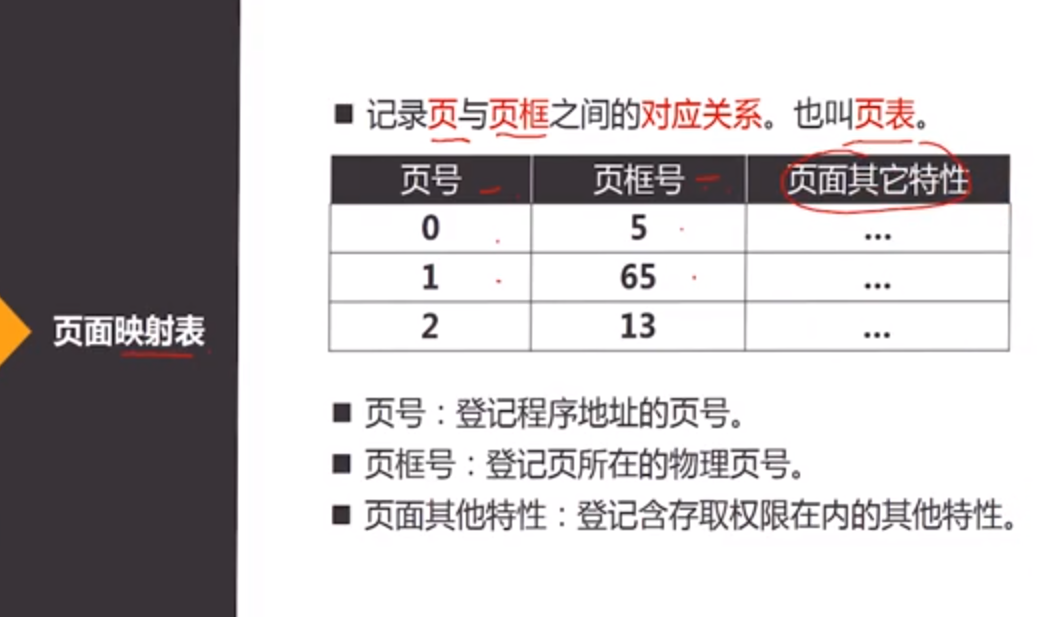 页面映射表
■ 记录页与页框之间的对应关系。也叫页表。
页号 页框号 页面其它特性
0 5 ...
1 65 ...
2 13 ...
■ 页号：登记程序地址的页号。
■ 页框号：登记页所在的物理页号。
■ 页面其他特性：登记含存取权限在内的其他特性。